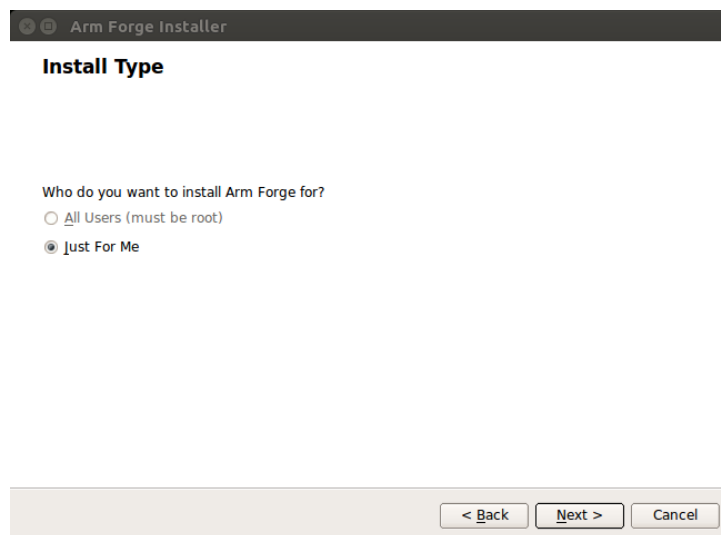 Arm Forge Installer
Install Type
Who do you want to install Arm Forge for?
All Users (must be root)
Just For Me
< Back Next > Cancel